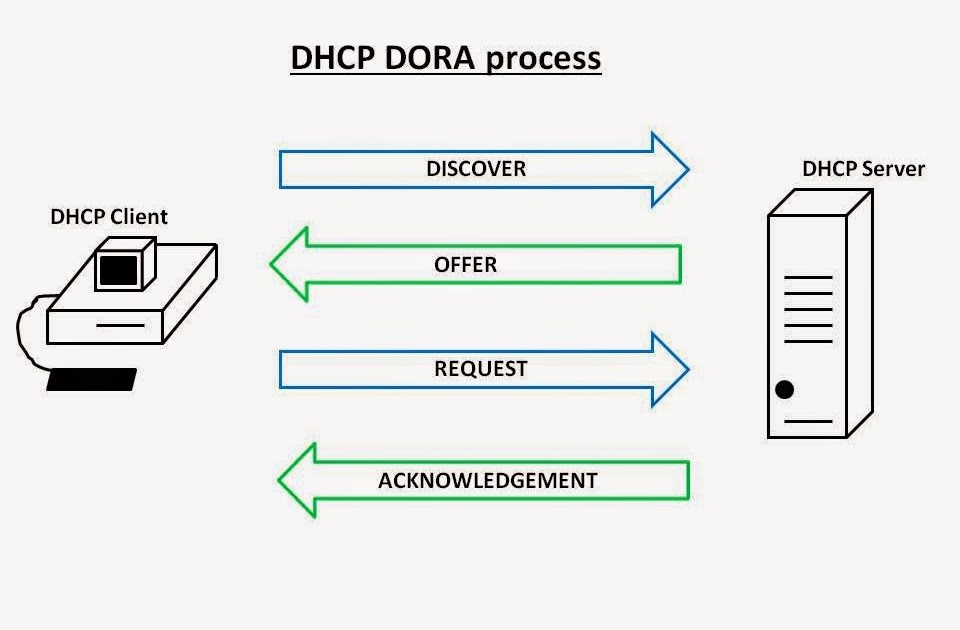 DHCP DORA process
DISCOVER
DHCP Server
DHCP Client
OFFER
REQUEST
ACKNOWLEDGEMENT